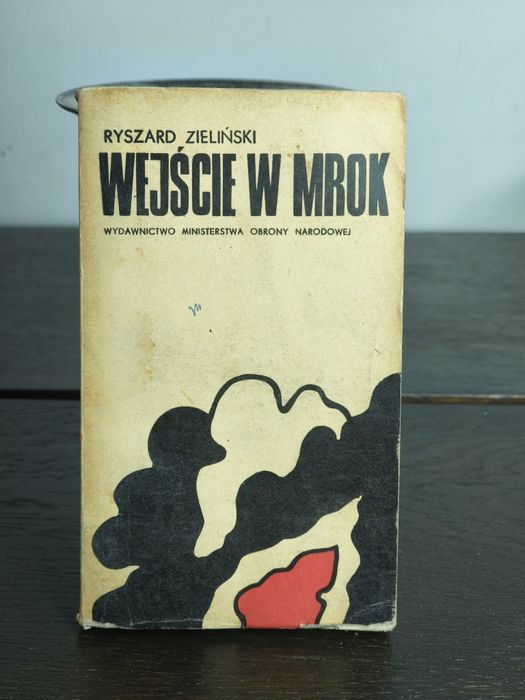 RYSZARD ZIELIŃSKI
WEJŚCIE W MROK
WYDAWNICTWO MINISTERSTWA OBRONY NARODOWEJ